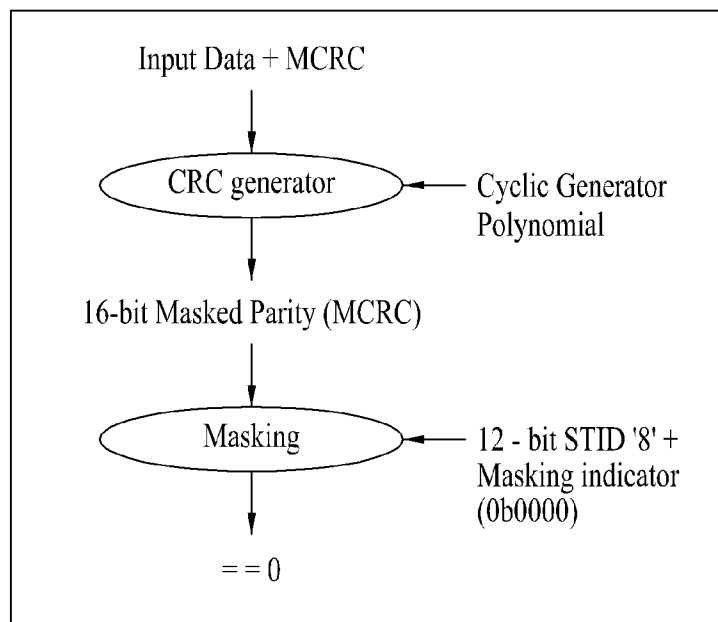 Input Data + MCRC
CRC generator
Cyclic Generator
Polynomial
16-bit Masked Parity (MCRC)
Masking
12 - bit STID '8' +
Masking indicator
(0b0000)
= = 0